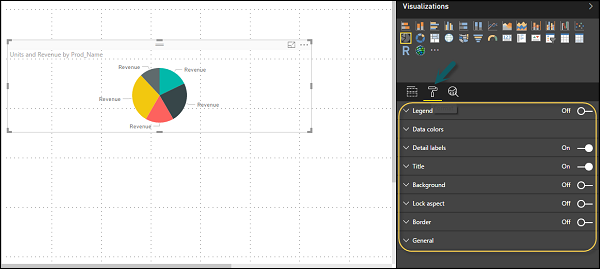 Visualizations
Units and Revenue by Prod_Name
Revenue
Revenue
Revenue
Revenue
Revenue
R
Legend Off
Data colors
Detail labels On
Title On
Background Off
Lock aspect Off
Border Off
General